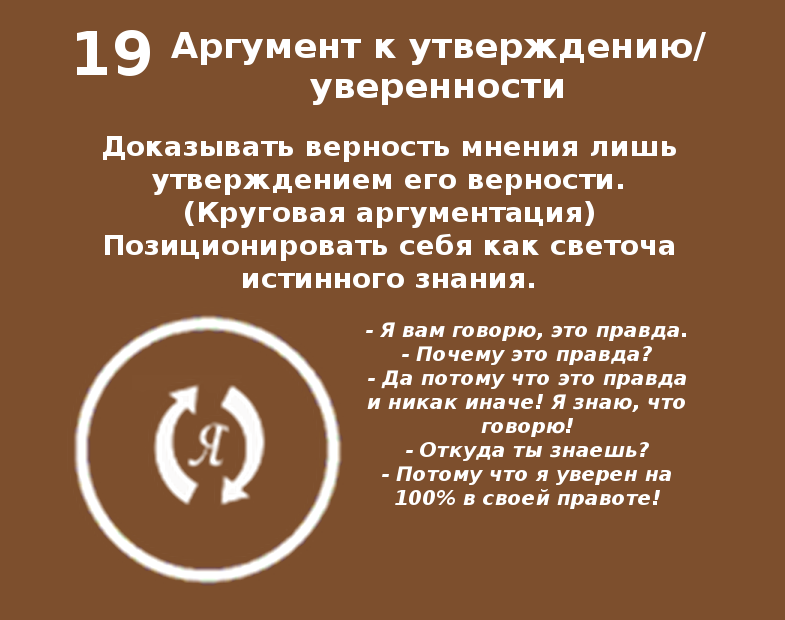 19 Аргумент к утверждению/
уверенности
Доказывать верность мнения лишь
утверждением его верности.
(Круговая аргументация)
Позиционировать себя как светоча
истинного знания.
- Я вам говорю, это правда.
- Почему это правда?
- Да потому что это правда
и никак иначе! Я знаю, что
говорю!
- Откуда ты знаешь?
- Потому что я уверен на
100% в своей правоте!
Я